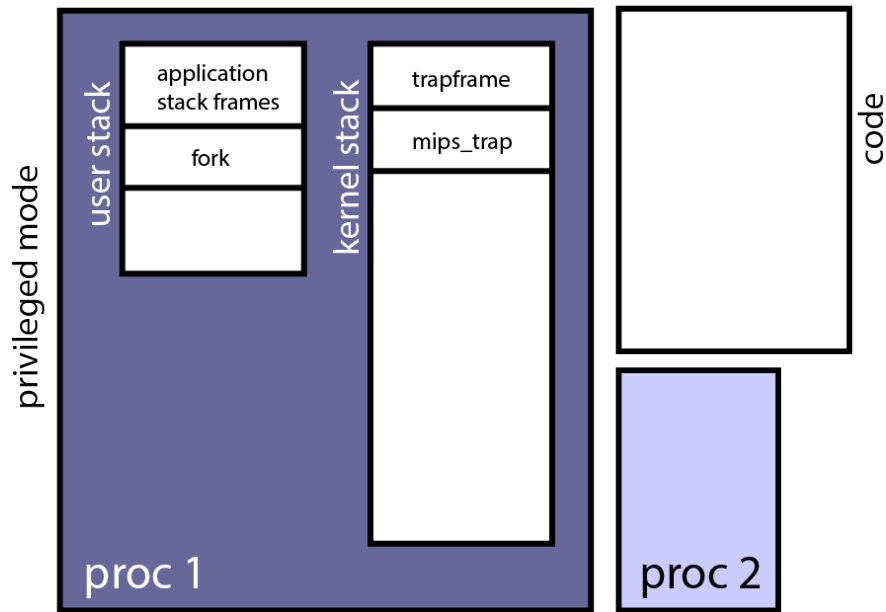 privileged mode
user stack
application
stack frames
fork
kernel stack
trapframe
mips_trap
proc 1
code
proc 2